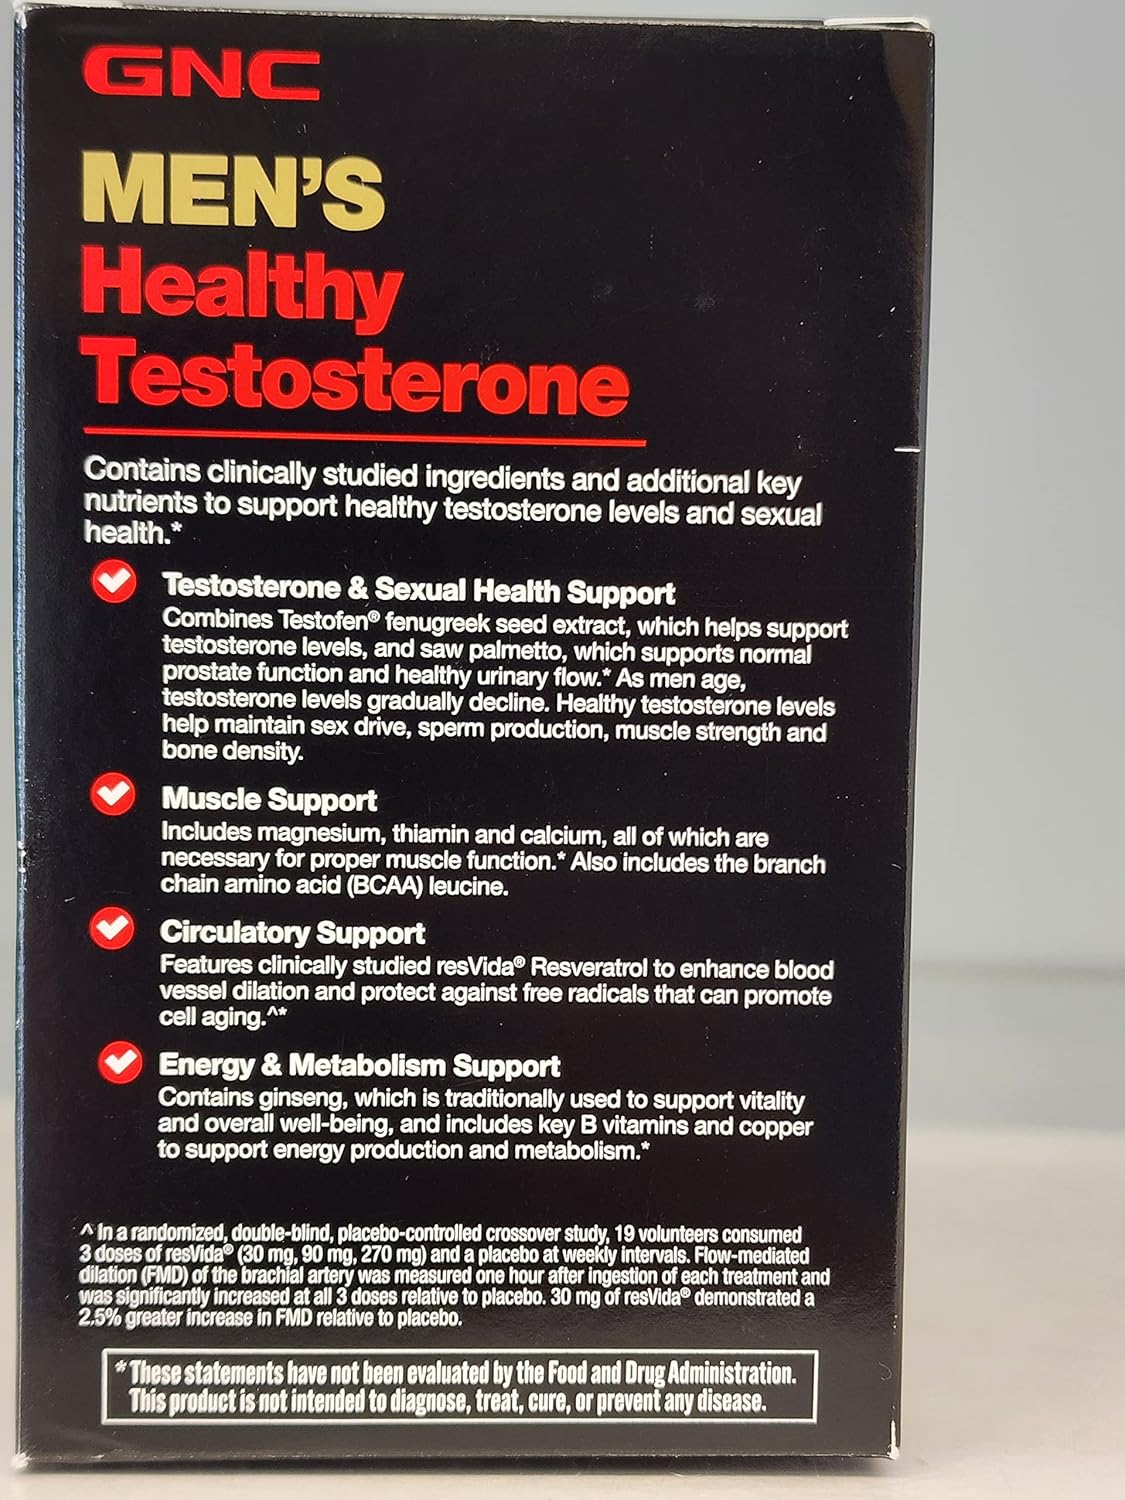 GNC
MEN'S
Healthy
Testosterone
Contains clinically studied ingredients and additional key
nutrients to support healthy testosterone levels and sexual
health.*
Testosterone & Sexual Health Support
Combines Testofen® fenugreek seed extract, which helps support
testosterone levels, and saw palmetto, which supports normal
prostate function and healthy urinary flow.* As men age,
testosterone levels gradually decline. Healthy testosterone levels
help maintain sex drive, sperm production, muscle strength and
bone density.
Muscle Support
Includes magnesium, thiamin and calcium, all of which are
necessary for proper muscle function.* Also includes the branch
chain amino acid (BCAA) leucine.
Circulatory Support
Features clinically studied resVida® Resveratrol to enhance blood
vessel dilation and protect against free radicals that can promote
cell aging.^*
Energy & Metabolism Support
Contains ginseng, which is traditionally used to support vitality
and overall well-being, and includes key B vitamins and copper
to support energy production and metabolism.*
^ In a randomized, double-blind, placebo-controlled crossover study, 19 volunteers consumed
3 doses of resVida® (30 mg, 90 mg, 270 mg) and a placebo at weekly intervals. Flow-mediated
dilation (FMD) of the brachial artery was measured one hour after ingestion of each treatment and
was significantly increased at all 3 doses relative to placebo. 30 mg of resVida® demonstrated a
2.5% greater increase in FMD relative to placebo.
* These statements have not been evaluated by the Food and Drug Administration.
This product is not intended to diagnose, treat, cure, or prevent any disease.